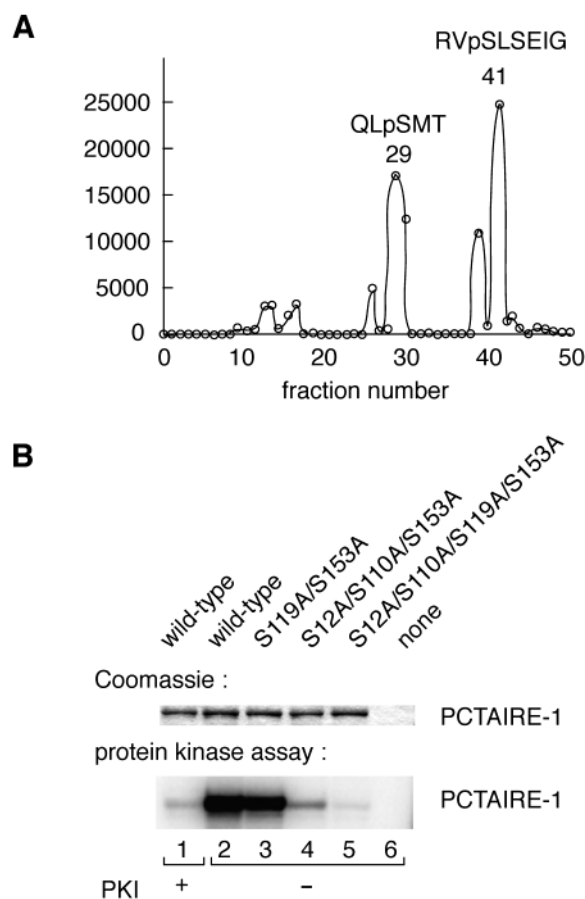 A
RVpSLSEIG
41
QLpSMT
29
25000
20000
15000
10000
5000
0
0 10 20 30 40 50
fraction number
B
wild-type
wild-type
S119A/S153A
S12A/S110A/S153A
S12A/S110A/S119A/S153A
none
Coomassie :
PCTAIRE-1
protein kinase assay :
PCTAIRE-1
1 2 3 4 5 6
PKI + −